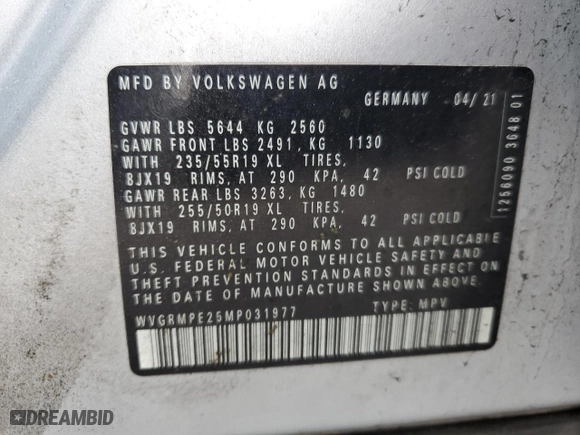 MFD BY VOLKSWAGEN AG
GERMANY 04/ 21
GVWR LBS 5644 KG 2560
GAWR FRONT LBS 2491, KG 1130
WITH 235/55R19 XL TIRES,
8JX19 RIMS, AT 290 KPA, 42 PSI COLD
GAWR REAR LBS 3263, KG 1480
WITH 255/50R19 XL TIRES,
8JX19 RIMS, AT 290 KPA, 42 PSI COLD
THIS VEHICLE CONFORMS TO ALL APPLICABLE
U.S. FEDERAL MOTOR VEHICLE SAFETY AND
THEFT PREVENTION STANDARDS IN EFFECT ON
THE DATE OF MANUFACTURE SHOWN ABOVE.
WVGRMPE25MP031977 TYPE: MPV
1256090 3648 01
DREAMBID